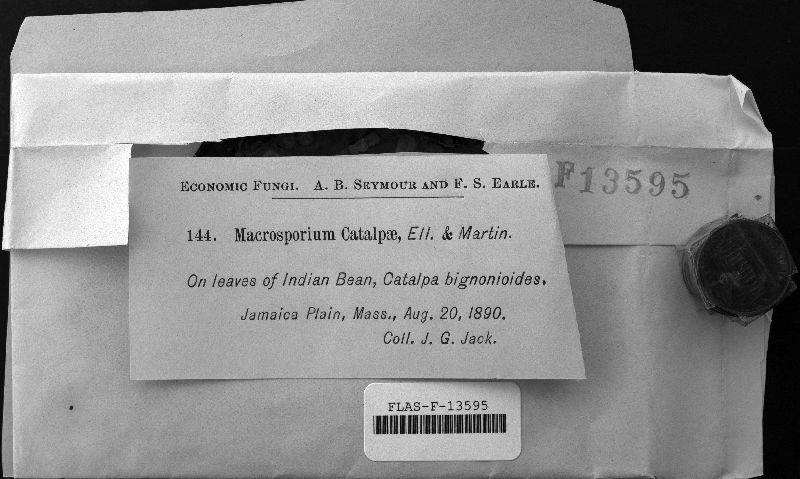 ECONOMIC FUNGI. A. B. SEYMOUR AND F. S. EARLE.
F13595
144. Macrosporium Catalpæ, Ell. & Martin.
On leaves of Indian Bean, Catalpa bignonioides.
Jamaica Plain, Mass., Aug. 20, 1890.
Coll. J. G. Jack.
FLAS-F-13595